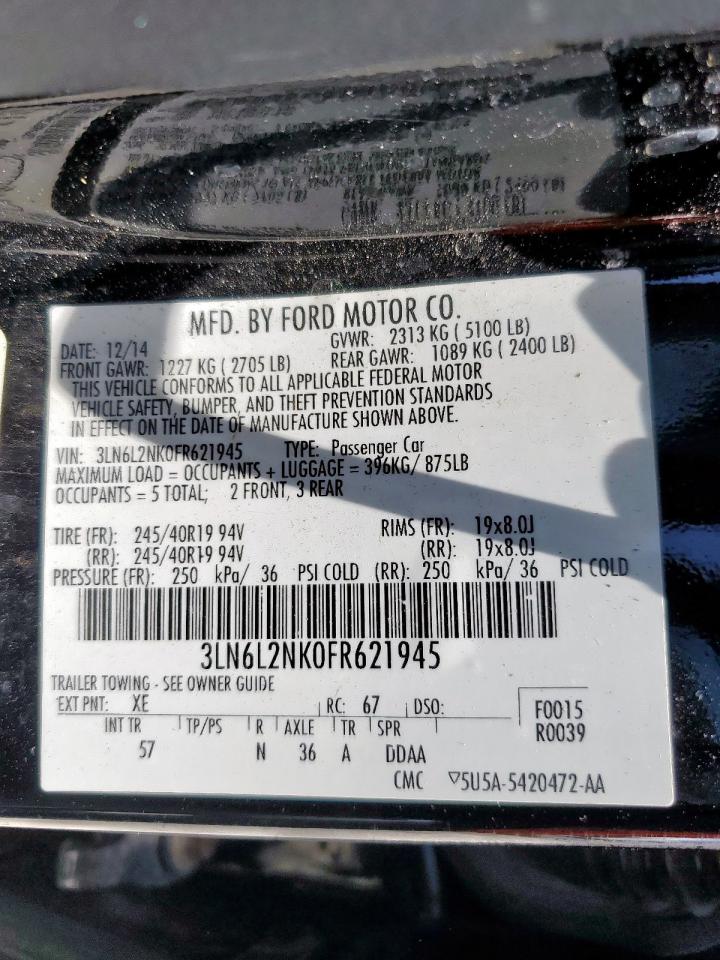 MFD. BY FORD MOTOR CO.
DATE: 12/14 GVWR: 2313 KG ( 5100 LB)
FRONT GAWR: 1227 KG ( 2705 LB) REAR GAWR: 1089 KG ( 2400 LB)
THIS VEHICLE CONFORMS TO ALL APPLICABLE FEDERAL MOTOR
VEHICLE SAFETY, BUMPER, AND THEFT PREVENTION STANDARDS
IN EFFECT ON THE DATE OF MANUFACTURE SHOWN ABOVE.
VIN: 3LN6L2NK0FR621945 TYPE: Passenger Car
MAXIMUM LOAD = OCCUPANTS + LUGGAGE = 396KG/ 875LB
OCCUPANTS = 5 TOTAL; 2 FRONT, 3 REAR
TIRE (FR): 245/40R19 94V RIMS (FR): 19x8.0J
(RR): 245/40R19 94V (RR): 19x8.0J
PRESSURE (FR): 250 kPa/ 36 PSI COLD (RR): 250 kPa/ 36 PSI COLD
3LN6L2NK0FR621945
TRAILER TOWING - SEE OWNER GUIDE
EXT PNT: XE RC: 67 DSO: F0015
R0039
INT TR TP/PS R AXLE TR SPR
57 N 36 A DDAA
CMC ▽5U5A-5420472-AA